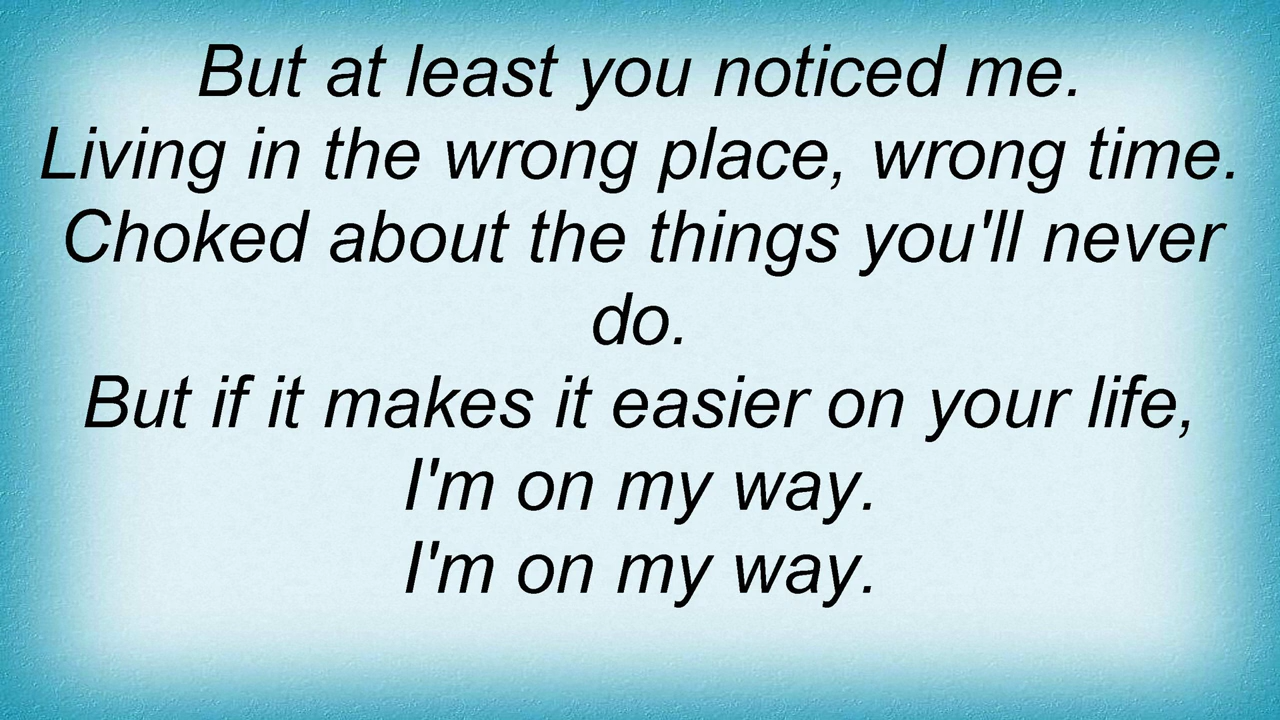 But at least you noticed me.
Living in the wrong place, wrong time.
Choked about the things you'll never
do.
But if it makes it easier on your life,
I'm on my way.
I'm on my way.